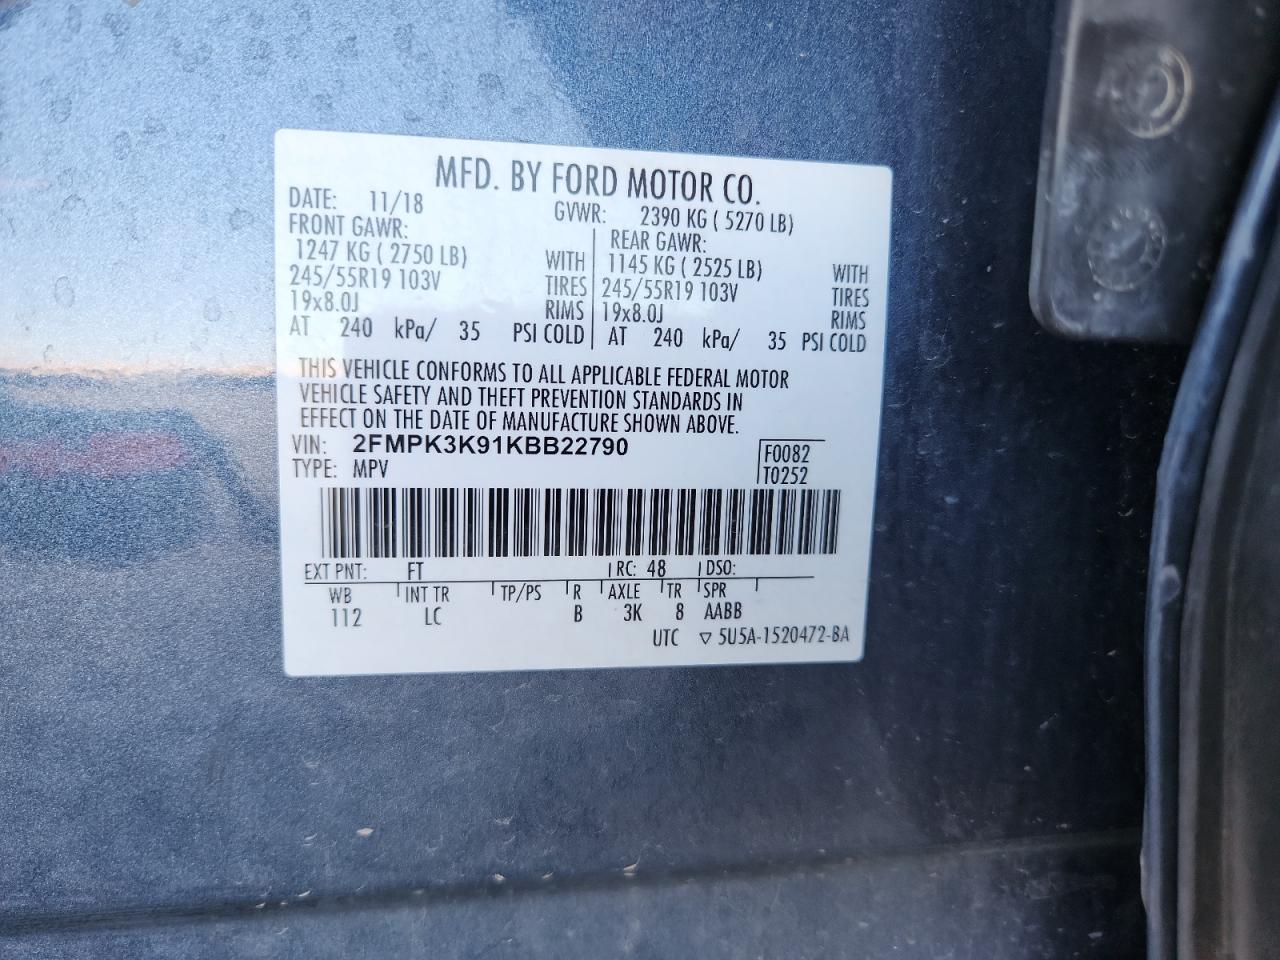 MFD. BY FORD MOTOR CO.
DATE: 11/18 GVWR: 2390 KG ( 5270 LB)
FRONT GAWR: REAR GAWR:
1247 KG ( 2750 LB) WITH 1145 KG ( 2525 LB) WITH
245/55R19 103V TIRES 245/55R19 103V TIRES
19x8.0J RIMS 19x8.0J RIMS
AT 240 kPa/ 35 PSI COLD AT 240 kPa/ 35 PSI COLD
THIS VEHICLE CONFORMS TO ALL APPLICABLE FEDERAL MOTOR
VEHICLE SAFETY AND THEFT PREVENTION STANDARDS IN
EFFECT ON THE DATE OF MANUFACTURE SHOWN ABOVE.
VIN: 2FMPK3K91KBB22790 F0082
TYPE: MPV T0252
EXT PNT: FT RC: 48 DSO:
WB INT TR TP/PS R AXLE TR SPR
112 LC B 3K 8 AABB
UTC ▽ 5U5A-1520472-BA